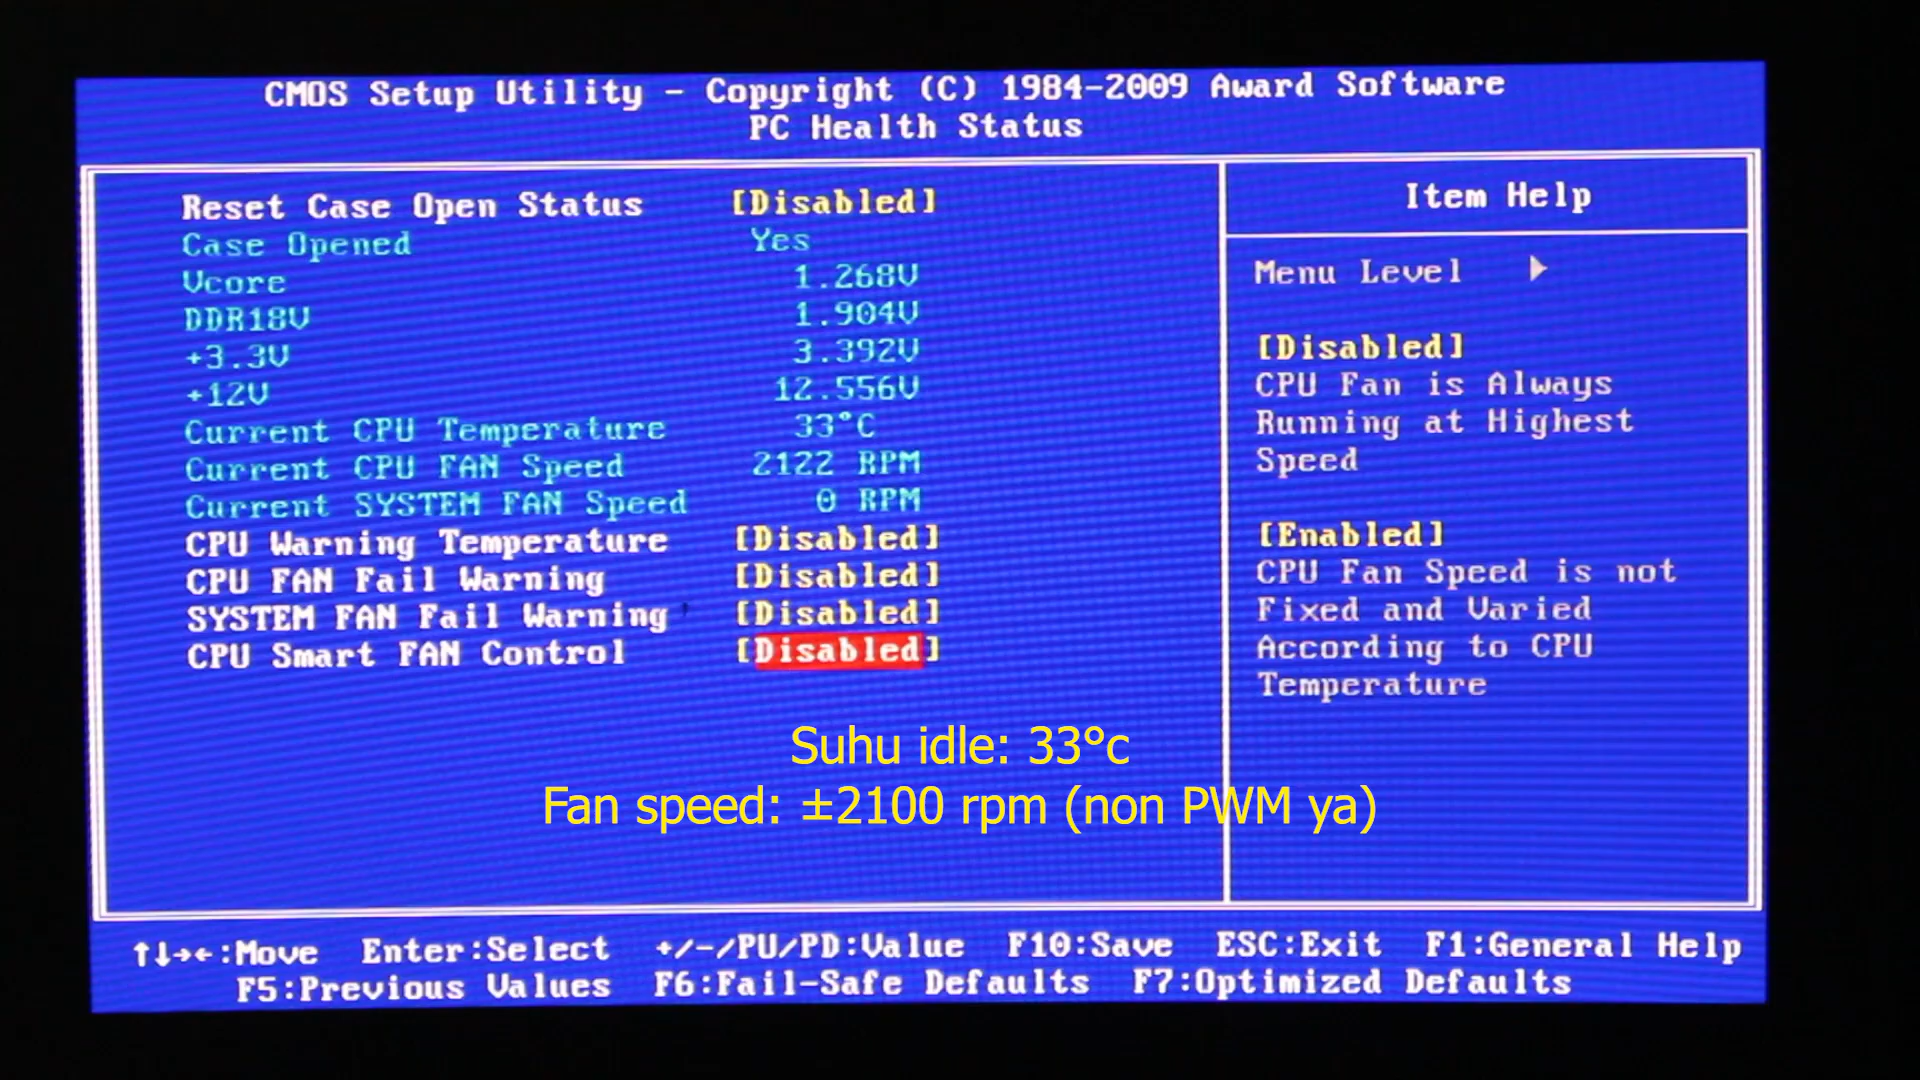 CMOS Setup Utility - Copyright (C) 1984-2009 Award Software
PC Health Status
Reset Case Open Status [Disabled]
Case Opened Yes
Vcore 1.268V
DDR18V 1.904V
+3.3V 3.392V
+12V 12.556V
Current CPU Temperature 33°C
Current CPU FAN Speed 2122 RPM
Current SYSTEM FAN Speed 0 RPM
CPU Warning Temperature [Disabled]
CPU FAN Fail Warning [Disabled]
SYSTEM FAN Fail Warning [Disabled]
CPU Smart FAN Control [Disabled]
Item Help
Menu Level ▶
[Disabled]
CPU Fan is Always
Running at Highest
Speed
[Enabled]
CPU Fan Speed is not
Fixed and Varied
According to CPU
Temperature
Suhu idle: 33°c
Fan speed: ±2100 rpm (non PWM ya)
↑↓→←:Move Enter:Select +/-/PU/PD:Value F10:Save ESC:Exit F1:General Help
F5:Previous Values F6:Fail-Safe Defaults F7:Optimized Defaults